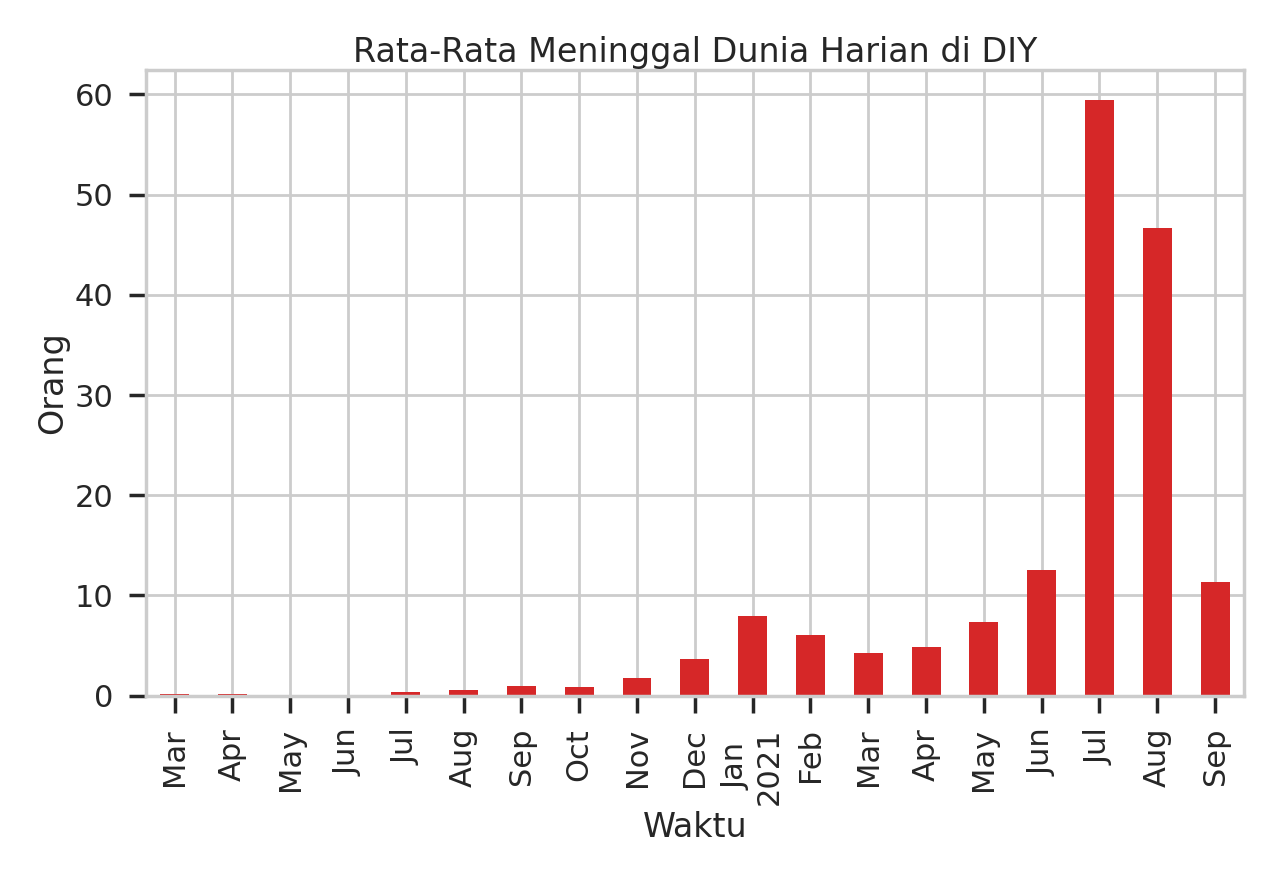 Rata-Rata Meninggal Dunia Harian di DIY
60
50
40
30
20
10
0
Orang
Mar
Apr
May
Jun
Jul
Aug
Sep
Oct
Nov
Dec
Jan
2021
Feb
Mar
Apr
May
Jun
Jul
Aug
Sep
Waktu